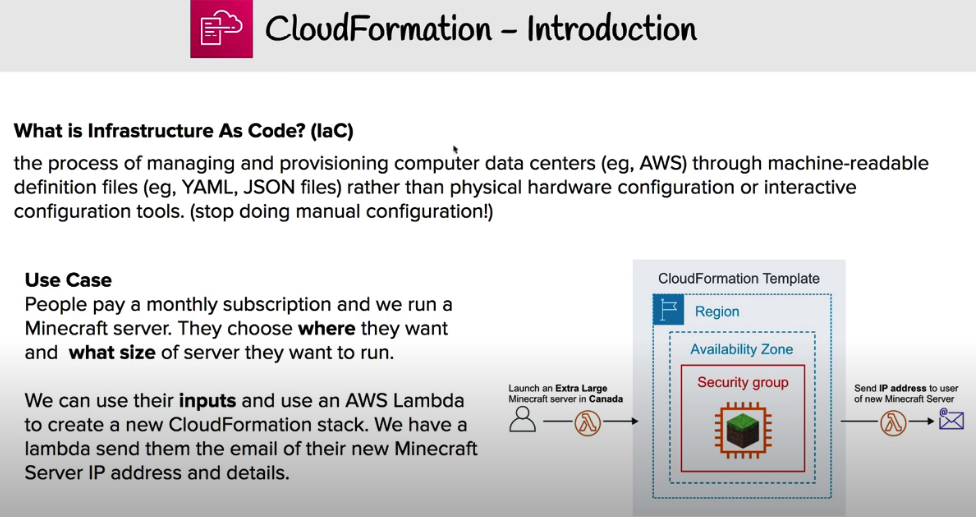 CloudFormation – Introduction
What is Infrastructure As Code? (IaC)
the process of managing and provisioning computer data centers (eg, AWS) through machine-readable
definition files (eg, YAML, JSON files) rather than physical hardware configuration or interactive
configuration tools. (stop doing manual configuration!)
Use Case
People pay a monthly subscription and we run a
Minecraft server. They choose where they want
and what size of server they want to run.
We can use their inputs and use an AWS Lambda
to create a new CloudFormation stack. We have a
lambda send them the email of their new Minecraft
Server IP address and details.
Launch an Extra Large
Minecraft server in Canada
CloudFormation Template
Region
Availability Zone
Security group
Send IP address to user
of new Minecraft Server